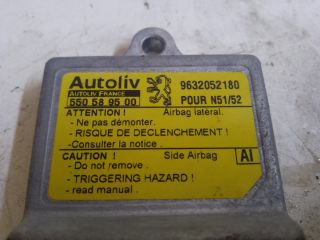 Autoliv 9632052180
AUTOLIV FRANCE
550 58 95 00 POUR N51/52
ATTENTION ! Airbag latéral.
- Ne pas démonter.
- RISQUE DE DECLENCHEMENT !
-Consulter la notice .
CAUTION ! Side Airbag AI
- Do not remove .
- TRIGGERING HAZARD !
- read manual .